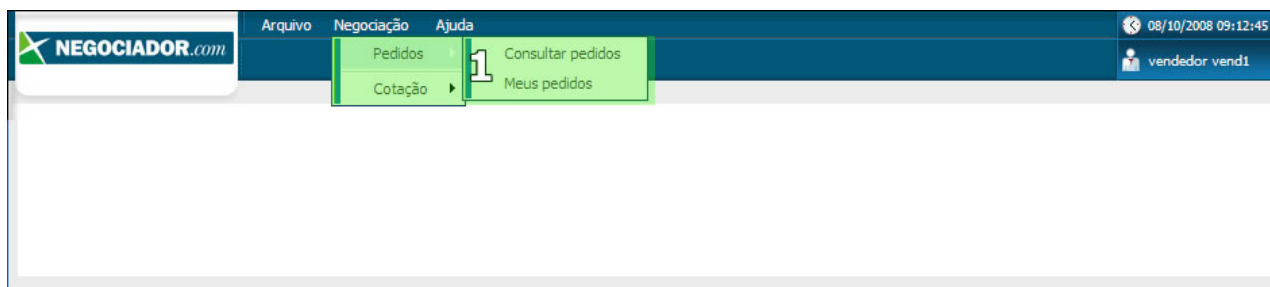 Arquivo Negociação Ajuda
08/10/2008 09:12:45
NEGOCIADOR.com
Pedidos
1
Consultar pedidos
vendedor vend1
Cotação
Meus pedidos